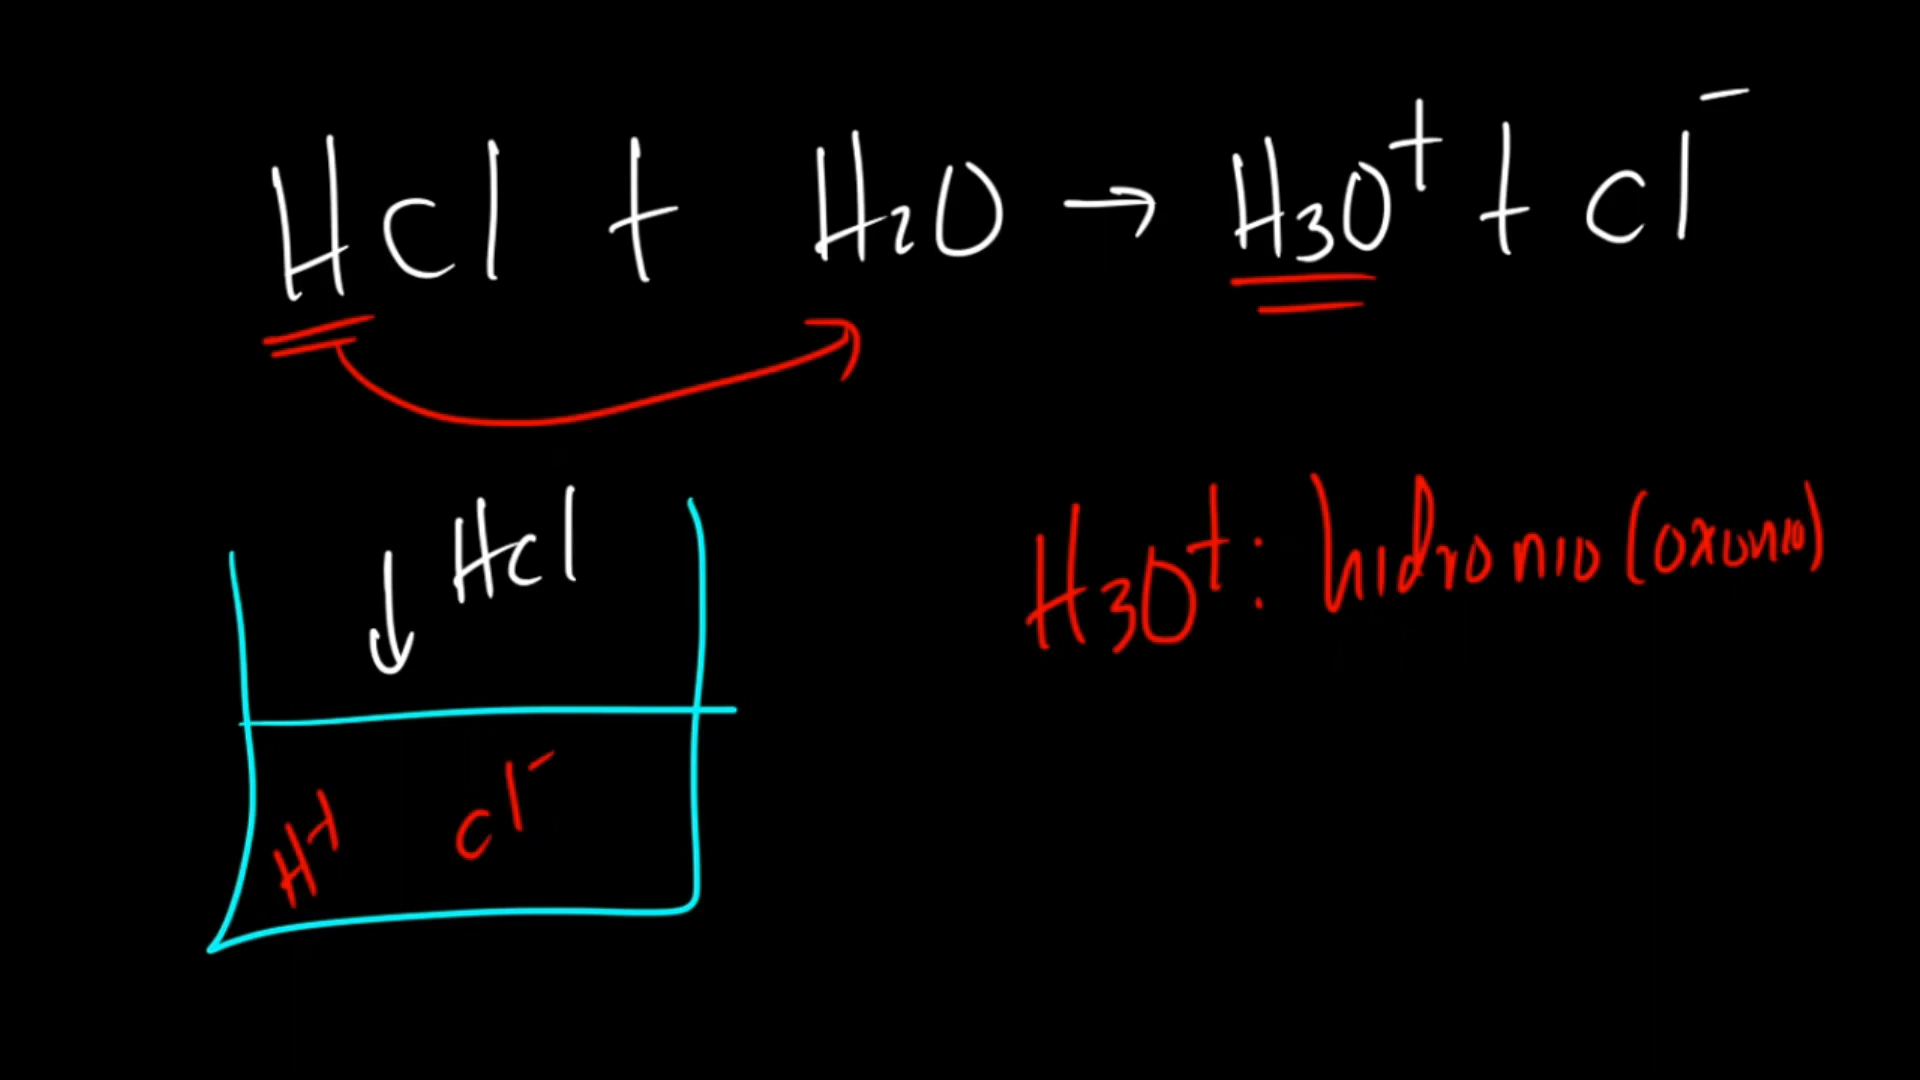 HCl + H₂O → H₃O⁺ + Cl⁻
↓ HCl
H₃O⁺: hidronio (oxonio)
H⁺ Cl⁻